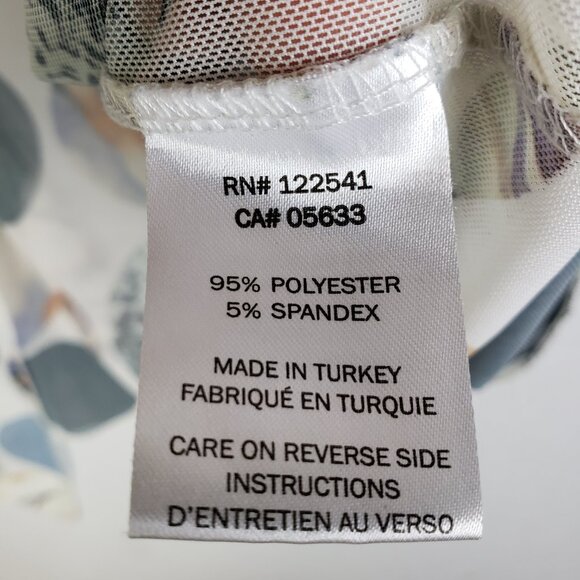 RN# 122541
CA# 05633
95% POLYESTER
5% SPANDEX
MADE IN TURKEY
FABRIQUÉ EN TURQUIE
CARE ON REVERSE SIDE
INSTRUCTIONS
D'ENTRETIEN AU VERSO